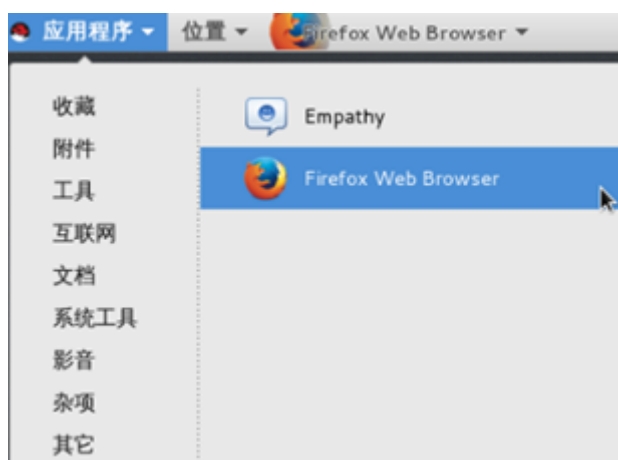 应用程序 位置 Firefox Web Browser
收藏
附件
工具
互联网
文档
系统工具
影音
杂项
其它
Empathy
Firefox Web Browser